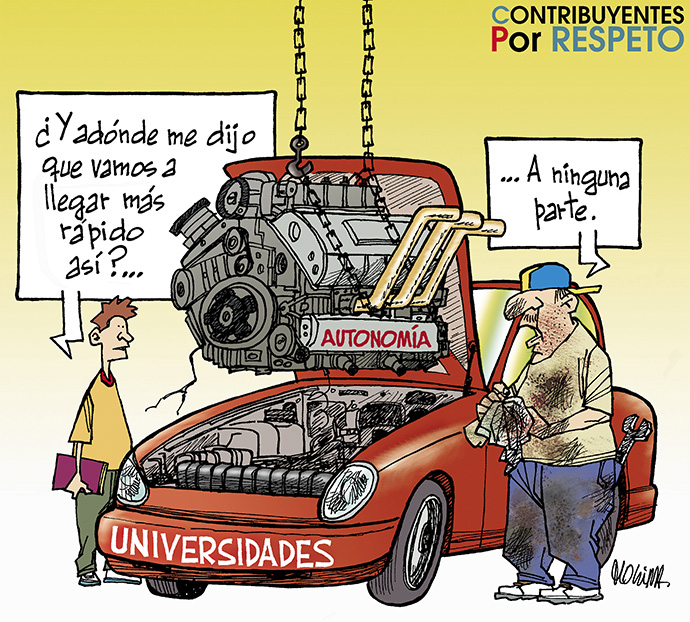 CONTRIBUYENTES
Por RESPETO
¿Y adónde me dijo
que vamos a
llegar más
rápido
así?...
... A ninguna
parte.
AUTONOMÍA
UNIVERSIDADES